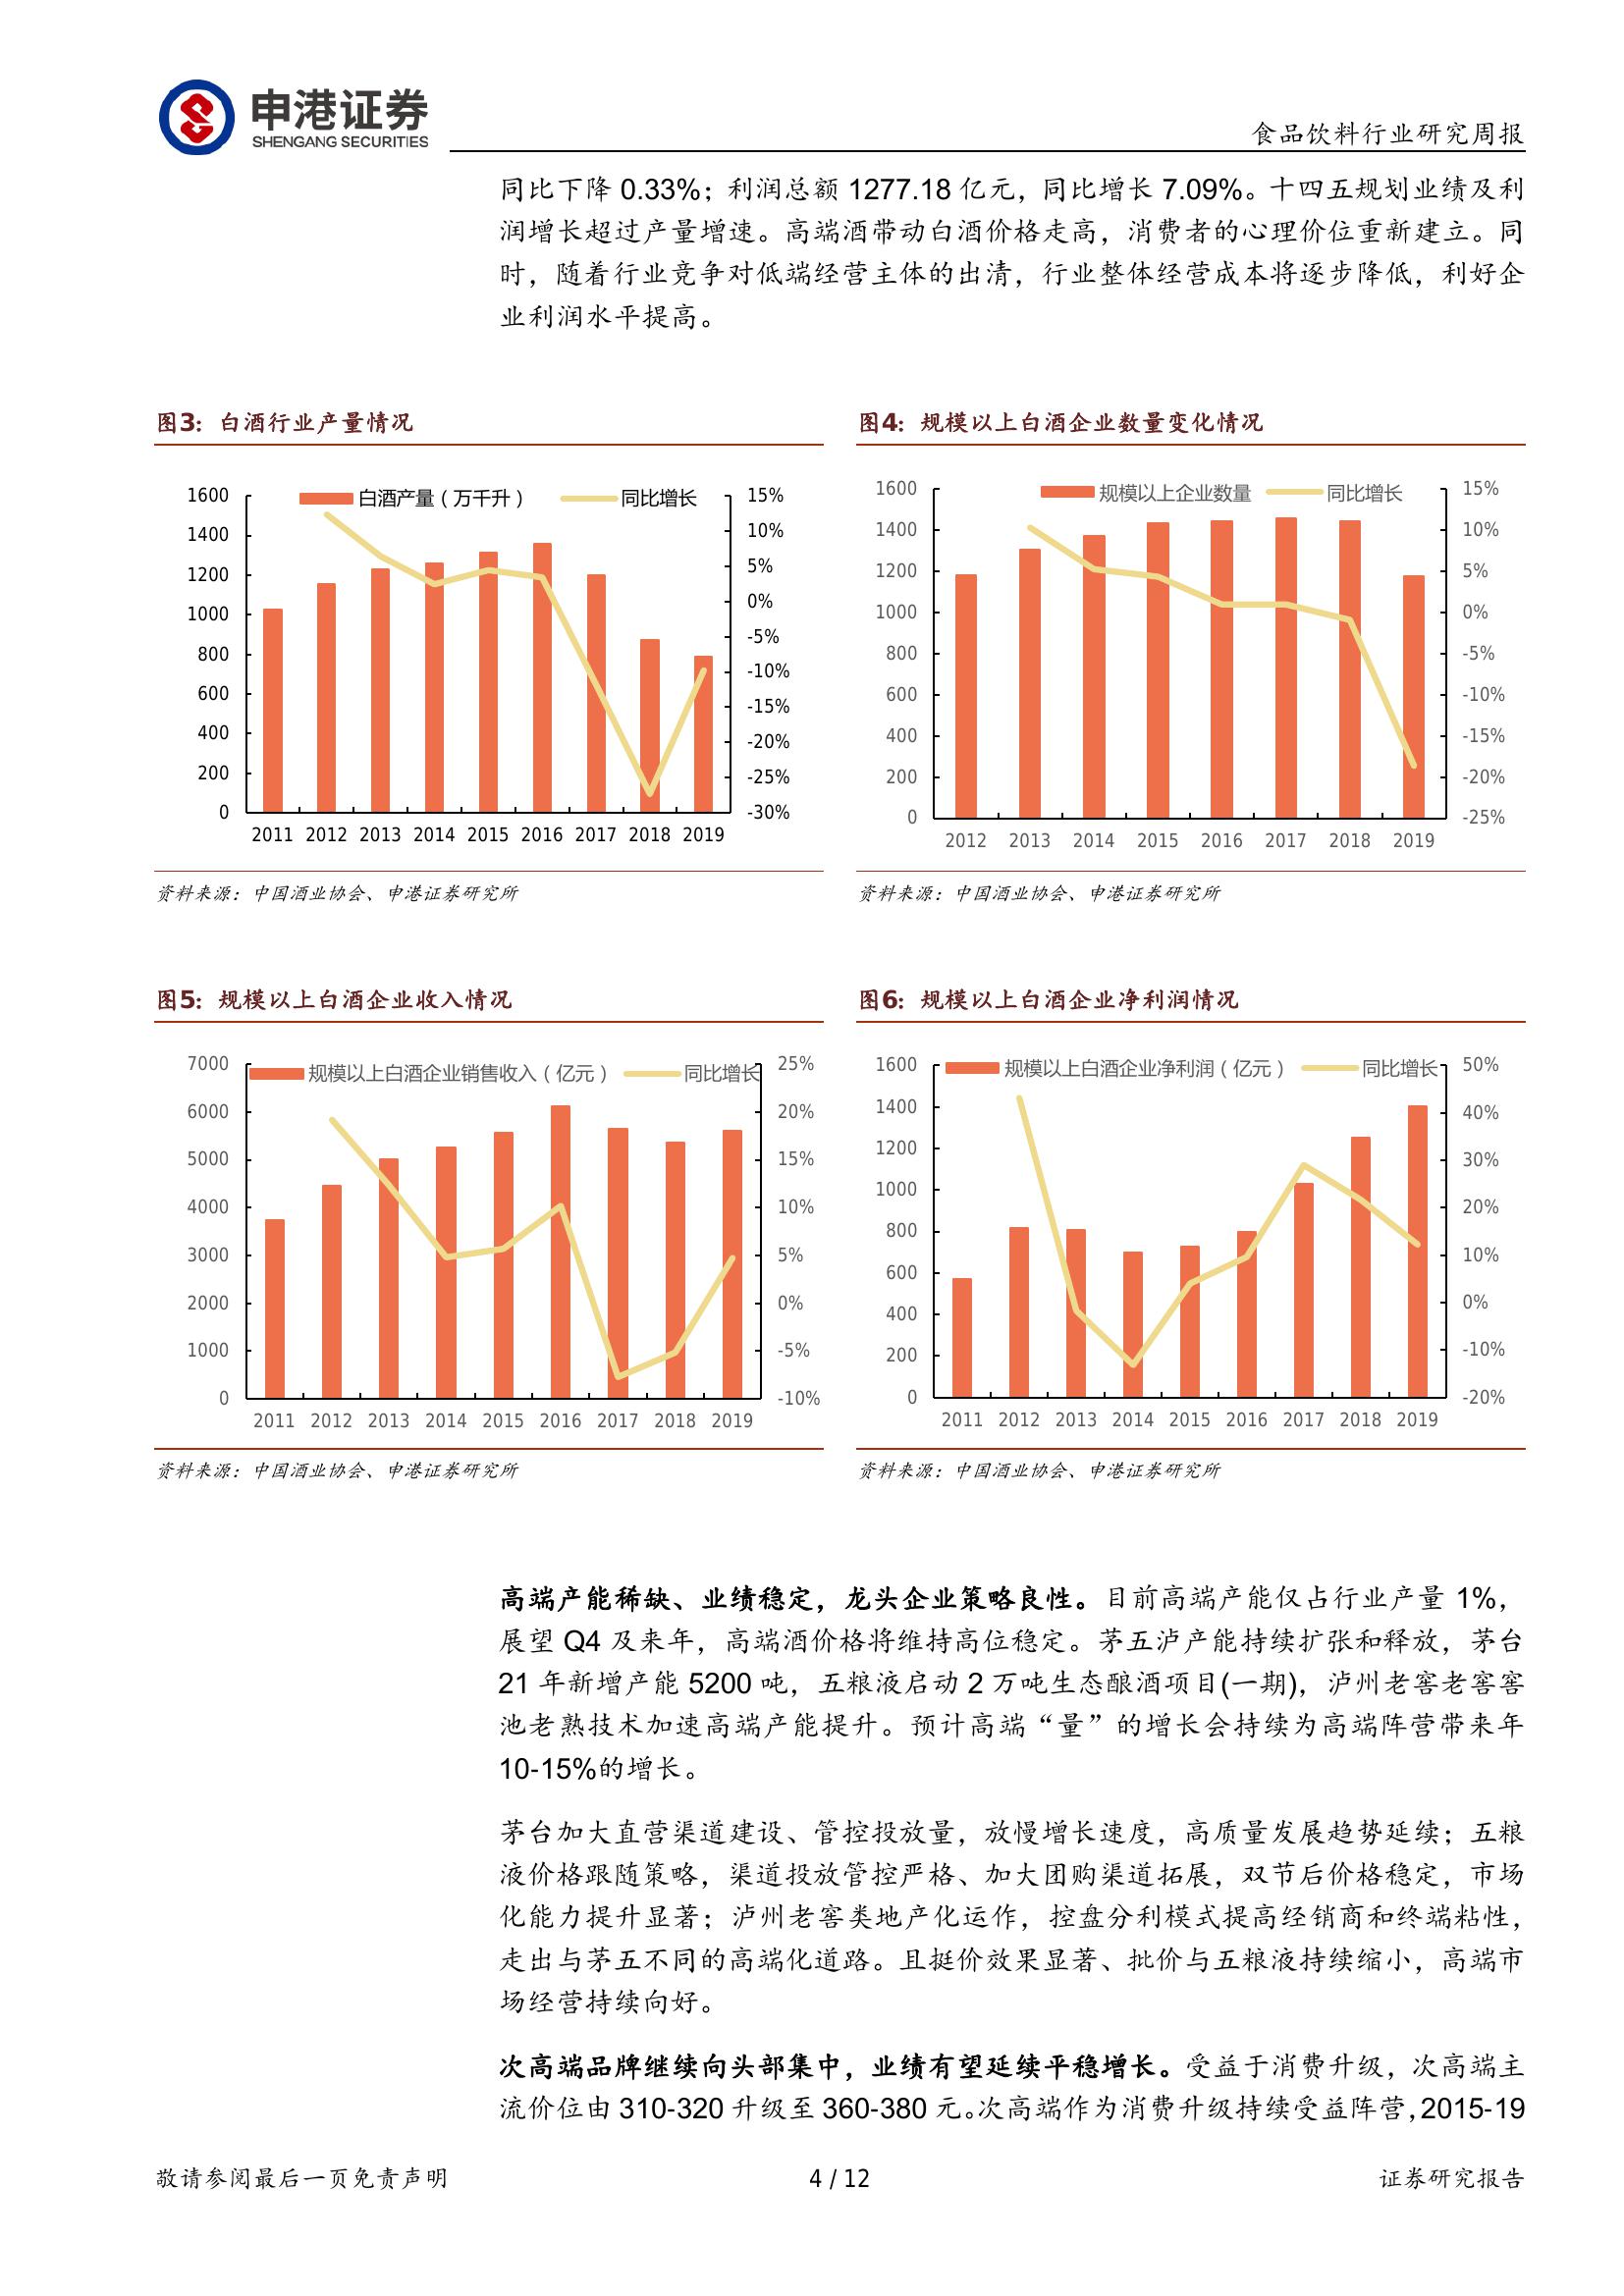 申港证券
SHENGANG SECURITIES
食品饮料行业研究周报
同比下降 0.33%；利润总额 1277.18 亿元，同比增长 7.09%。十四五规划业绩及利
润增长超过产量增速。高端酒带动白酒价格走高，消费者的心理价位重新建立。同
时，随着行业竞争对低端经营主体的出清，行业整体经营成本将逐步降低，利好企
业利润水平提高。
图3：白酒行业产量情况
白酒产量（万千升） 同比增长
1600
1400
1200
1000
800
600
400
200
0
15%
10%
5%
0%
-5%
-10%
-15%
-20%
-25%
-30%
2011 2012 2013 2014 2015 2016 2017 2018 2019
资料来源：中国酒业协会、申港证券研究所
图4：规模以上白酒企业数量变化情况
规模以上企业数量 同比增长
1600
1400
1200
1000
800
600
400
200
0
15%
10%
5%
0%
-5%
-10%
-15%
-20%
-25%
2012 2013 2014 2015 2016 2017 2018 2019
资料来源：中国酒业协会、申港证券研究所
图5：规模以上白酒企业收入情况
规模以上白酒企业销售收入（亿元） 同比增长
7000
6000
5000
4000
3000
2000
1000
0
25%
20%
15%
10%
5%
0%
-5%
-10%
2011 2012 2013 2014 2015 2016 2017 2018 2019
资料来源：中国酒业协会、申港证券研究所
图6：规模以上白酒企业净利润情况
规模以上白酒企业净利润（亿元） 同比增长
1600
1400
1200
1000
800
600
400
200
0
50%
40%
30%
20%
10%
0%
-10%
-20%
2011 2012 2013 2014 2015 2016 2017 2018 2019
资料来源：中国酒业协会、申港证券研究所
高端产能稀缺、业绩稳定，龙头企业策略良性。目前高端产能仅占行业产量 1%，
展望 Q4 及来年，高端酒价格将维持高位稳定。茅五泸产能持续扩张和释放，茅台
21 年新增产能 5200 吨，五粮液启动 2 万吨生态酿酒项目(一期)，泸州老窖老窖窖
池老熟技术加速高端产能提升。预计高端“量”的增长会持续为高端阵营带来年
10-15%的增长。
茅台加大直营渠道建设、管控投放量，放慢增长速度，高质量发展趋势延续；五粮
液价格跟随策略，渠道投放管控严格、加大团购渠道拓展，双节后价格稳定，市场
化能力提升显著；泸州老窖类地产化运作，控盘分利模式提高经销商和终端粘性，
走出与茅五不同的高端化道路。且挺价效果显著、批价与五粮液持续缩小，高端市
场经营持续向好。
次高端品牌继续向头部集中，业绩有望延续平稳增长。受益于消费升级，次高端主
流价位由 310-320 升级至 360-380 元。次高端作为消费升级持续受益阵营，2015-19
敬请参阅最后一页免责声明
4 / 12
证券研究报告